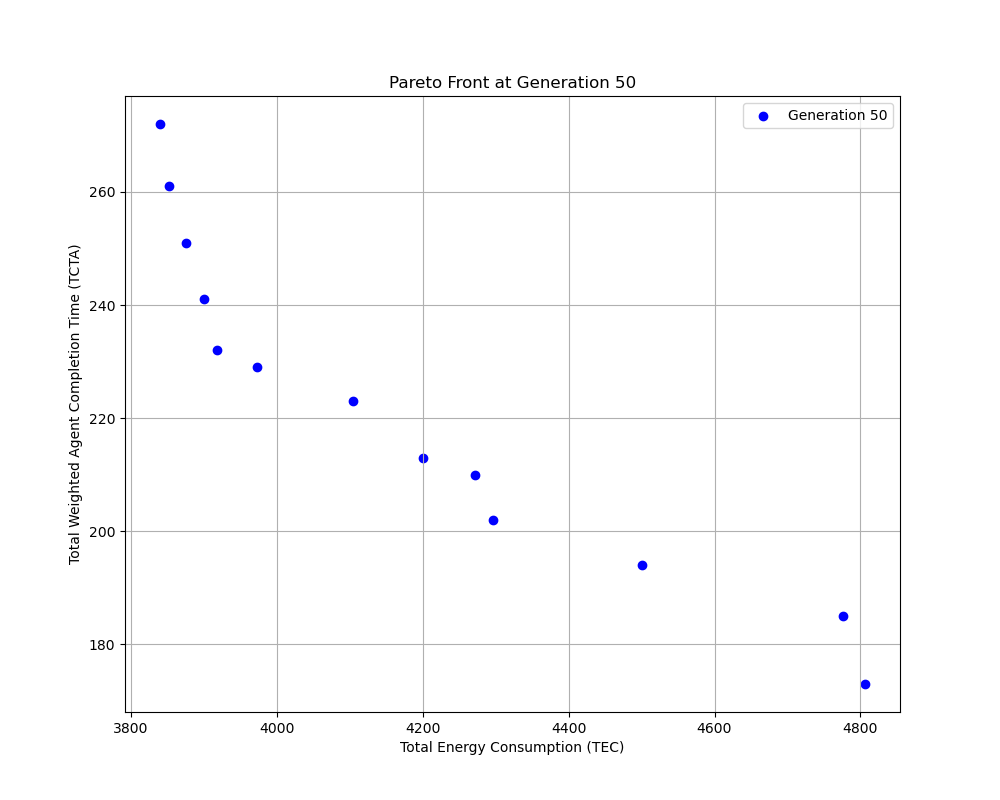 Pareto Front at Generation 50
Generation 50
Total Weighted Agent Completion Time (TCTA)
260
240
220
200
180
3800 4000 4200 4400 4600 4800
Total Energy Consumption (TEC)